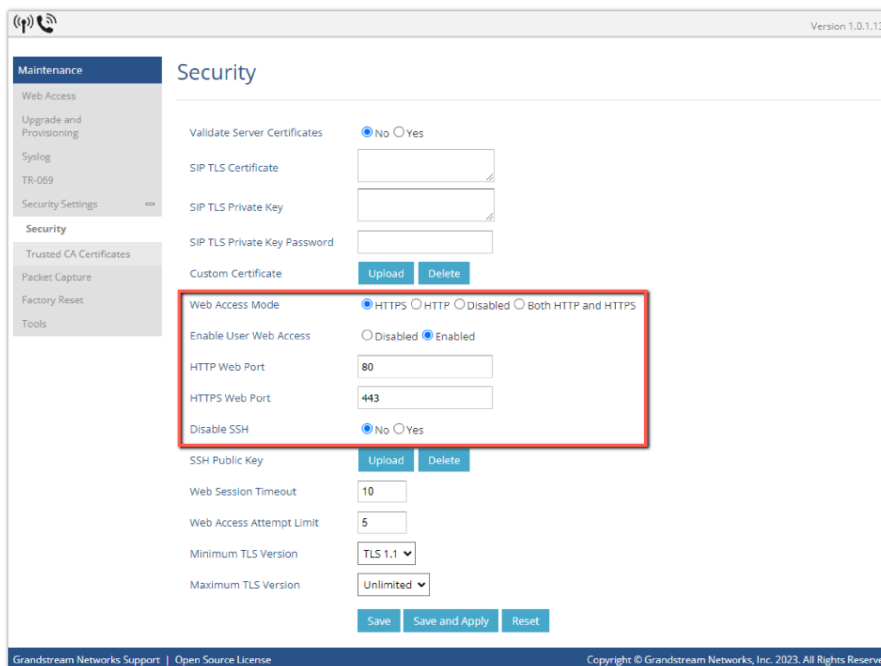 Version 1.0.1.13
Maintenance
Web Access
Upgrade and
Provisioning
Syslog
TR-069
Security Settings
Security
Trusted CA Certificates
Packet Capture
Factory Reset
Tools
Security
Validate Server Certificates No Yes
SIP TLS Certificate
SIP TLS Private Key
SIP TLS Private Key Password
Custom Certificate Upload Delete
Web Access Mode HTTPS HTTP Disabled Both HTTP and HTTPS
Enable User Web Access Disabled Enabled
HTTP Web Port 80
HTTPS Web Port 443
Disable SSH No Yes
SSH Public Key Upload Delete
Web Session Timeout 10
Web Access Attempt Limit 5
Minimum TLS Version TLS 1.1
Maximum TLS Version Unlimited
Save Save and Apply Reset
Grandstream Networks Support | Open Source License Copyright © Grandstream Networks, Inc. 2023. All Rights Reserve